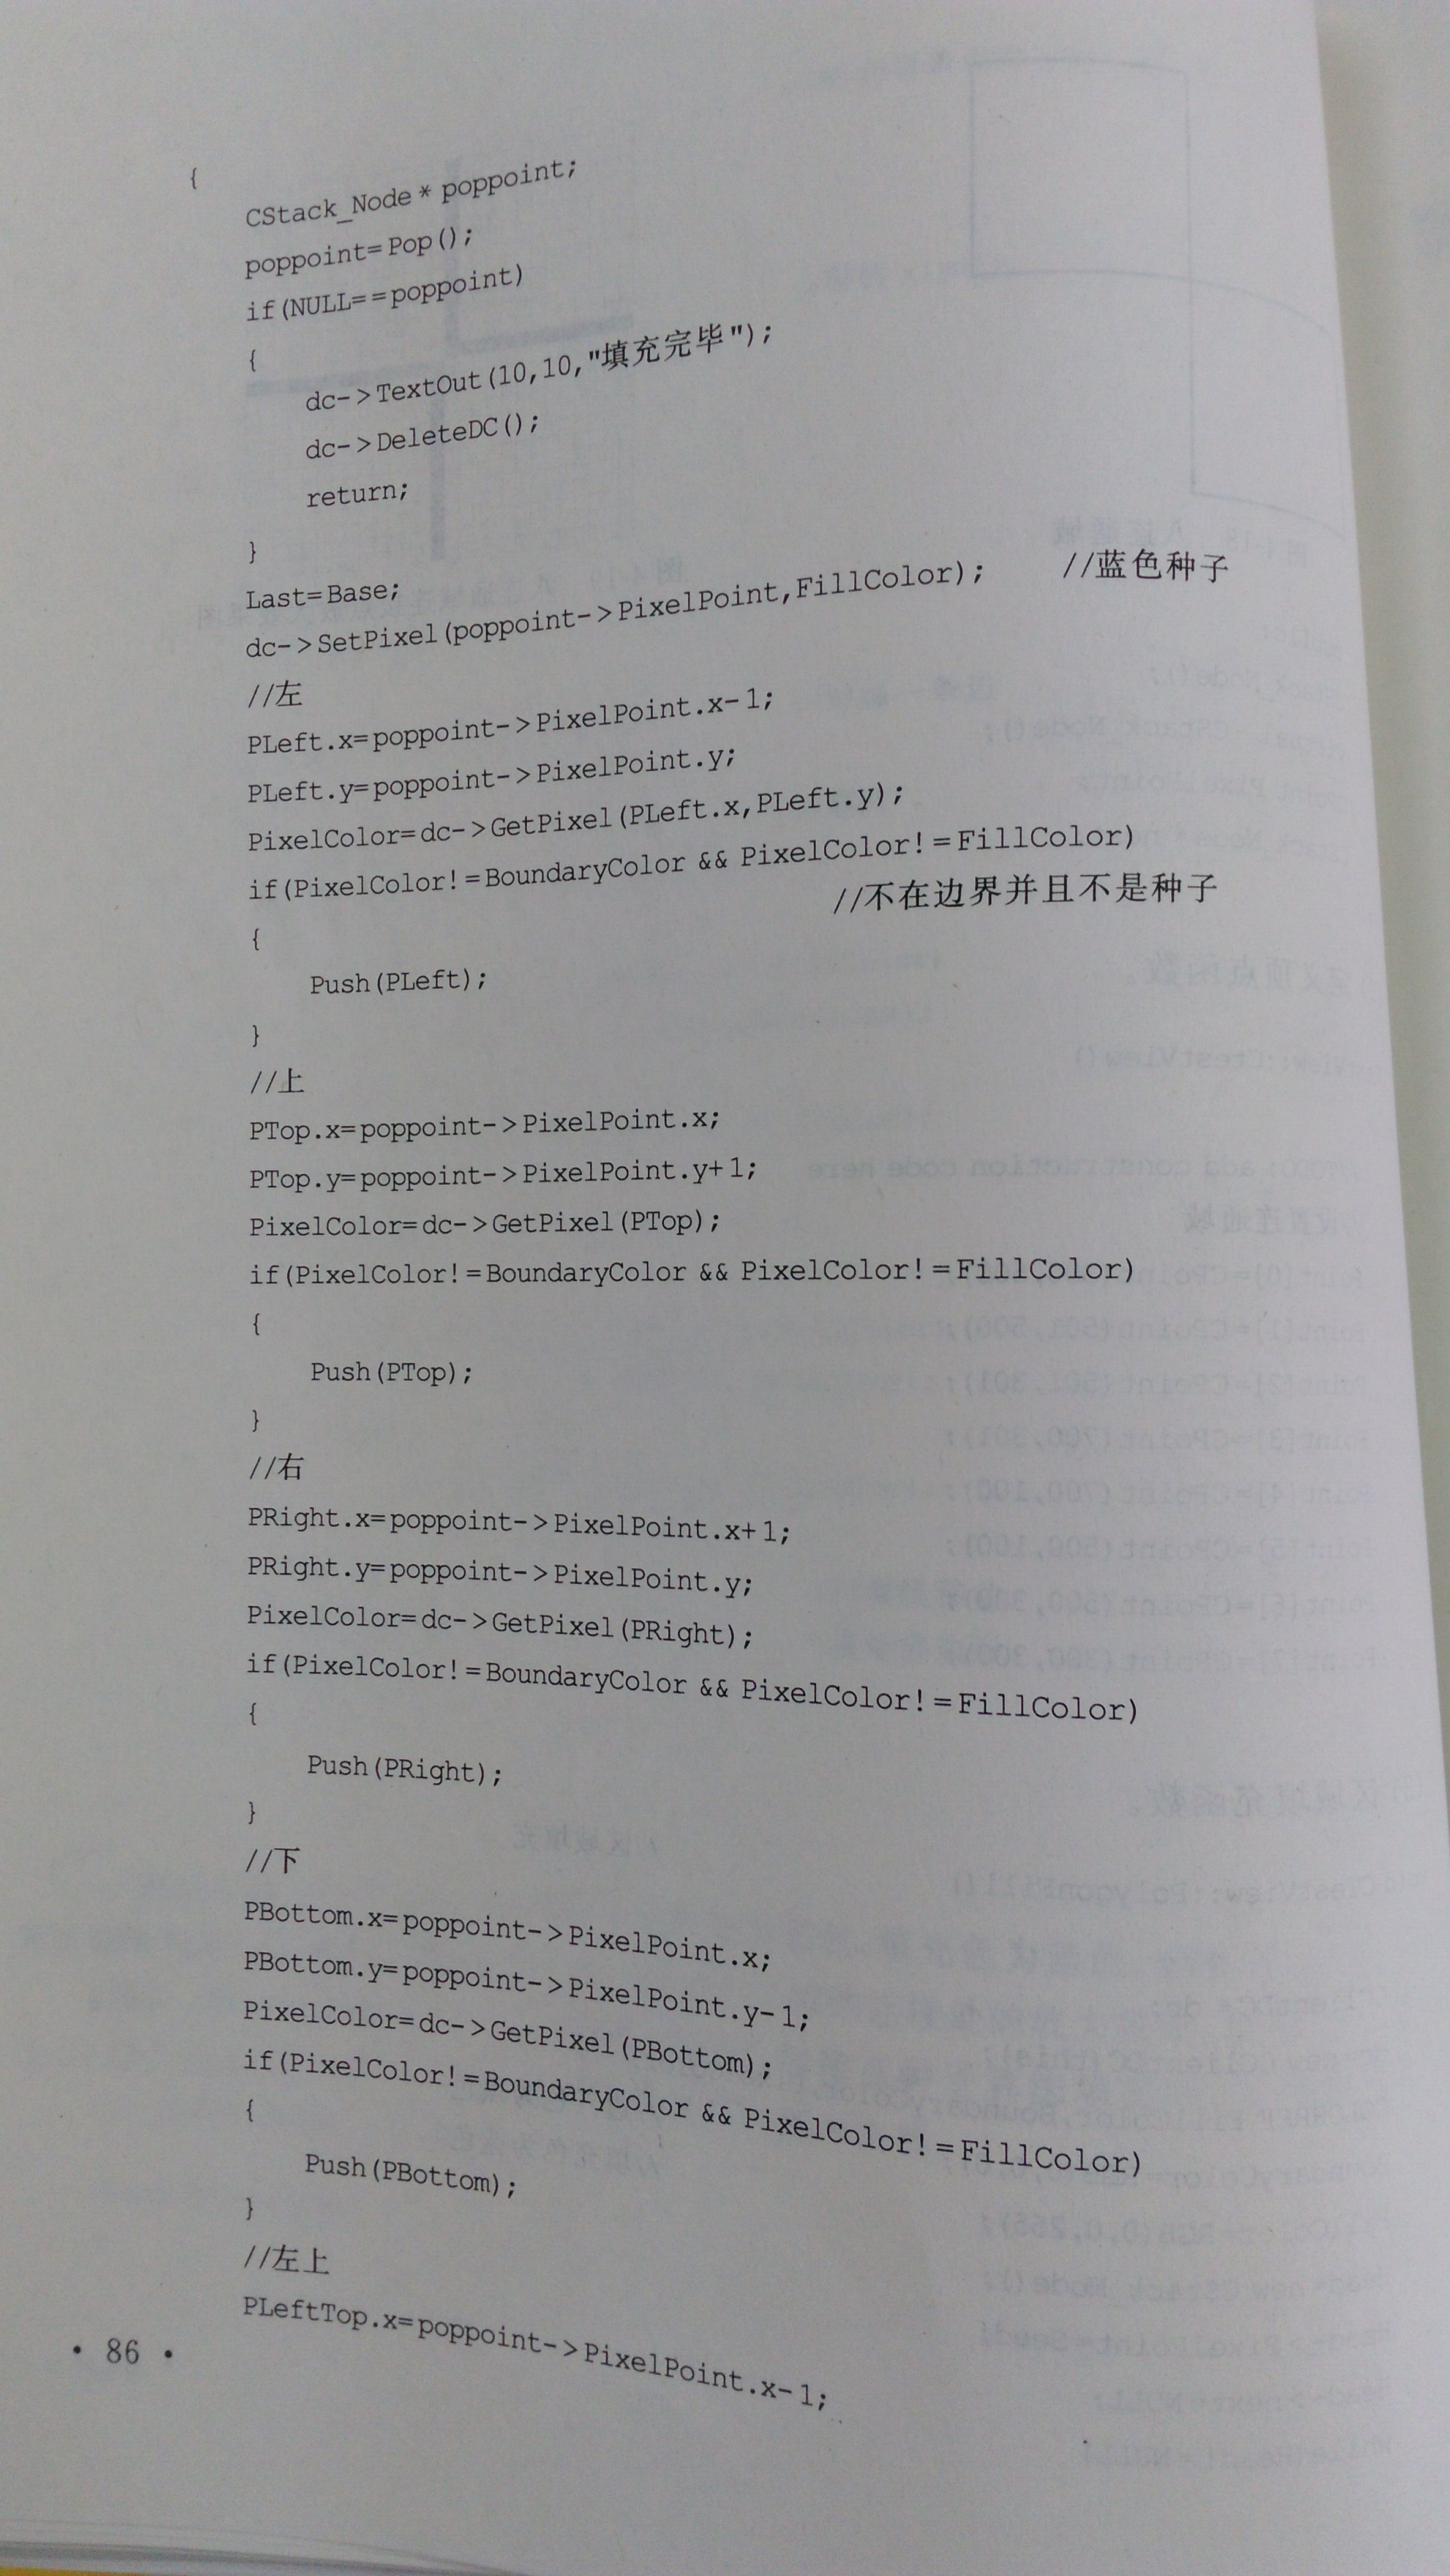 {
CStack_Node * poppoint;
poppoint=Pop();
if(NULL==poppoint)
{
dc->TextOut(10,10,"填充完毕");
dc->DeleteDC();
return;
}
Last=Base;
dc->SetPixel(poppoint->PixelPoint,FillColor); //蓝色种子
//左
PLeft.x=poppoint->PixelPoint.x-1;
PLeft.y=poppoint->PixelPoint.y;
PixelColor=dc->GetPixel(PLeft.x,PLeft.y);
if(PixelColor!=BoundaryColor && PixelColor!=FillColor)
//不在边界并且不是种子
{
Push(PLeft);
}
//上
PTop.x=poppoint->PixelPoint.x;
PTop.y=poppoint->PixelPoint.y+1;
PixelColor=dc->GetPixel(PTop);
if(PixelColor!=BoundaryColor && PixelColor!=FillColor)
{
Push(PTop);
}
//右
PRight.x=poppoint->PixelPoint.x+1;
PRight.y=poppoint->PixelPoint.y;
PixelColor=dc->GetPixel(PRight);
if(PixelColor!=BoundaryColor && PixelColor!=FillColor)
{
Push(PRight);
}
//下
PBottom.x=poppoint->PixelPoint.x;
PBottom.y=poppoint->PixelPoint.y-1;
PixelColor=dc->GetPixel(PBottom);
if(PixelColor!=BoundaryColor && PixelColor!=FillColor)
{
Push(PBottom);
}
//左上
PLeftTop.x=poppoint->PixelPoint.x-1;
• 86 •